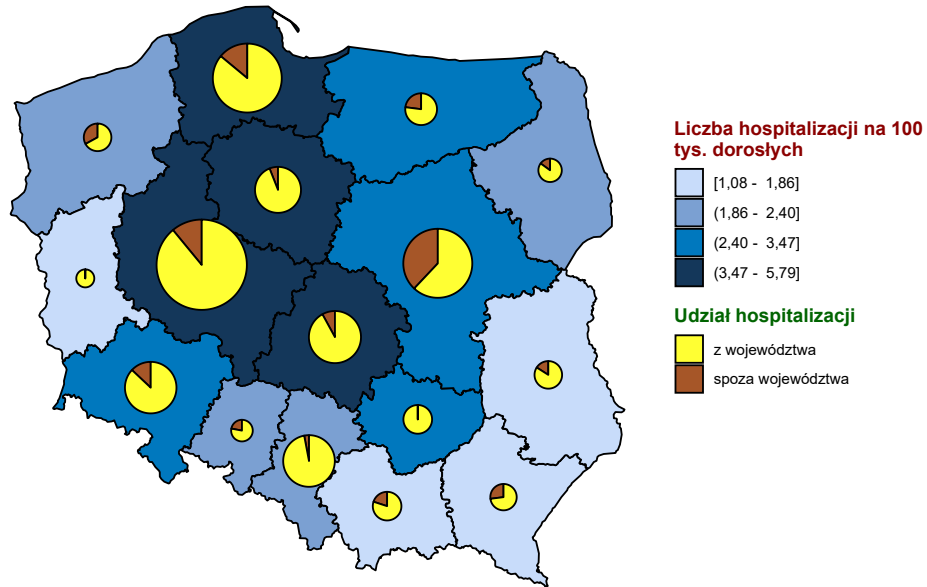 Liczba hospitalizacji na 100
tys. dorosłych
[1,08 - 1,86]
(1,86 - 2,40]
(2,40 - 3,47]
(3,47 - 5,79]
Udział hospitalizacji
z województwa
spoza województwa